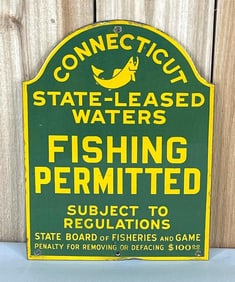 CONNECTICUT
STATE-LEASED
WATERS
FISHING
PERMITTED
SUBJECT TO
REGULATIONS
STATE BOARD OF FISHERIES AND GAME
PENALTY FOR REMOVING OR DEFACING $100.00